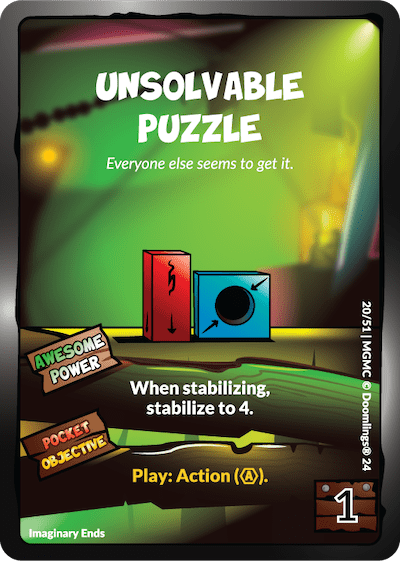 UNSOLVABLE
PUZZLE
Everyone else seems to get it.
AWESOME
POWER
When stabilizing,
stabilize to 4.
POCKET
OBJECTIVE
Play: Action (A).
1
Imaginary Ends
20/51 | MGMC © Doomlings® 24